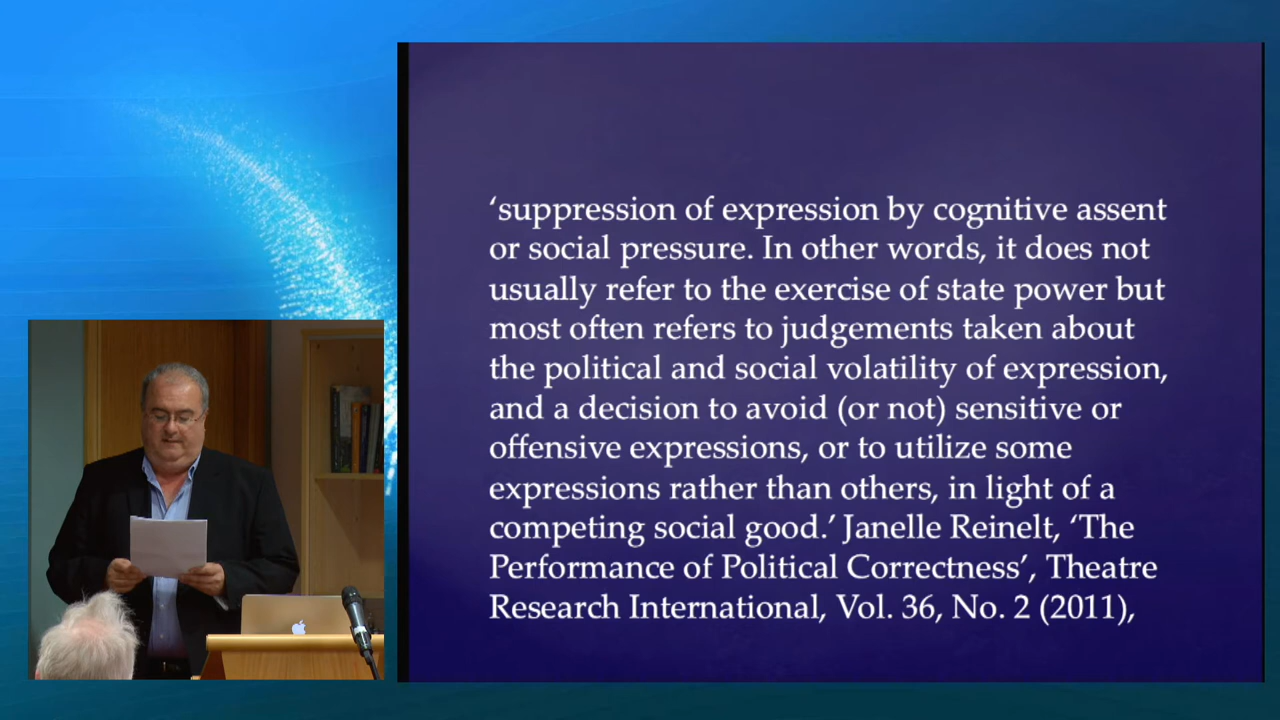 ‘suppression of expression by cognitive assent
or social pressure. In other words, it does not
usually refer to the exercise of state power but
most often refers to judgements taken about
the political and social volatility of expression,
and a decision to avoid (or not) sensitive or
offensive expressions, or to utilize some
expressions rather than others, in light of a
competing social good.’ Janelle Reinelt, ‘The
Performance of Political Correctness’, Theatre
Research International, Vol. 36, No. 2 (2011),